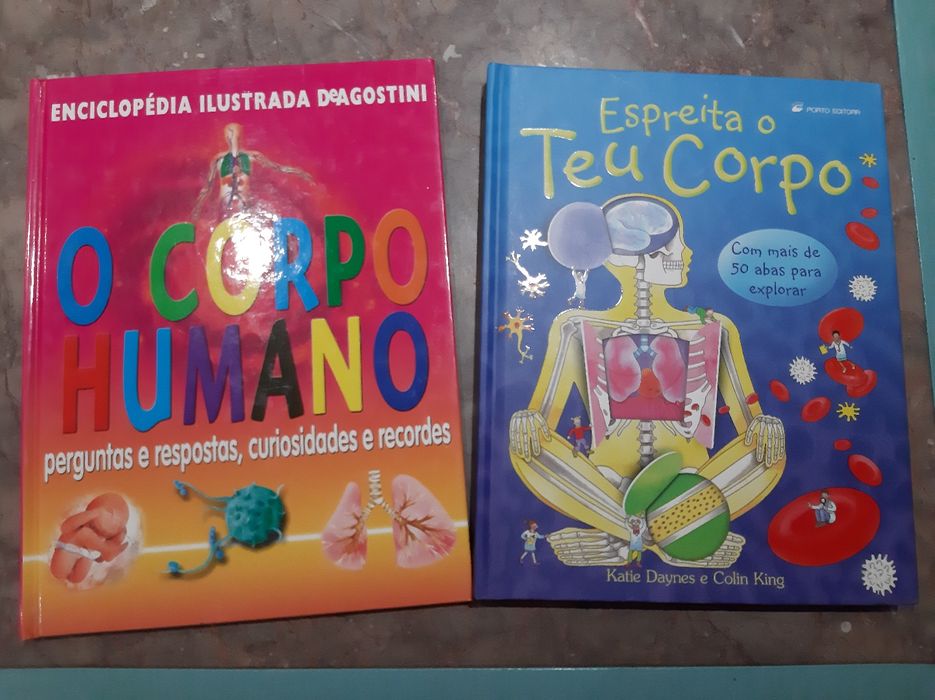 ENCICLOPÉDIA ILUSTRADA DeAGOSTINI
O CORPO
HUMANO
perguntas e respostas, curiosidades e recordes
PORTO EDITORA
Espreita o
Teu Corpo
Com mais de
50 abas para
explorar
Katie Daynes e Colin King